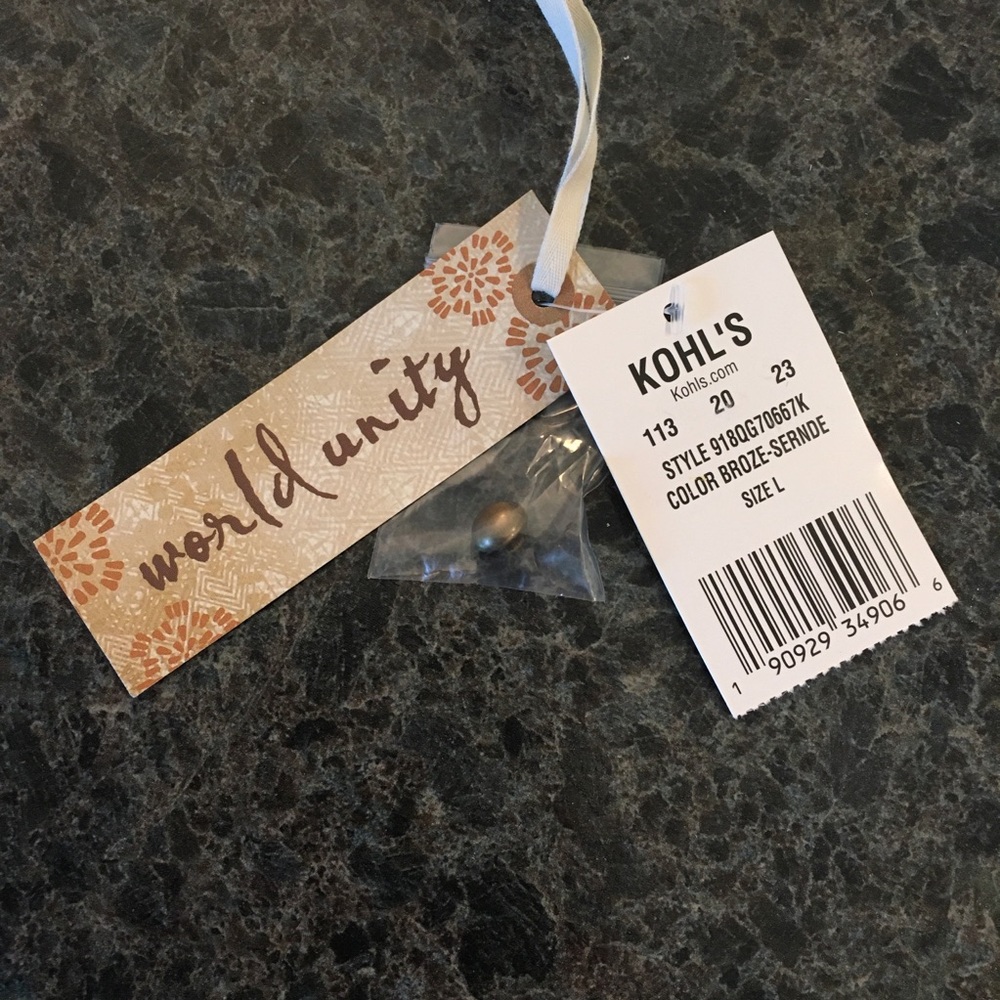 world unity
KOHL'S
Kohls.com
113 20 23
STYLE 918QG70667K
COLOR BROZE-SERNDE
SIZE L
1 90929 34906 6